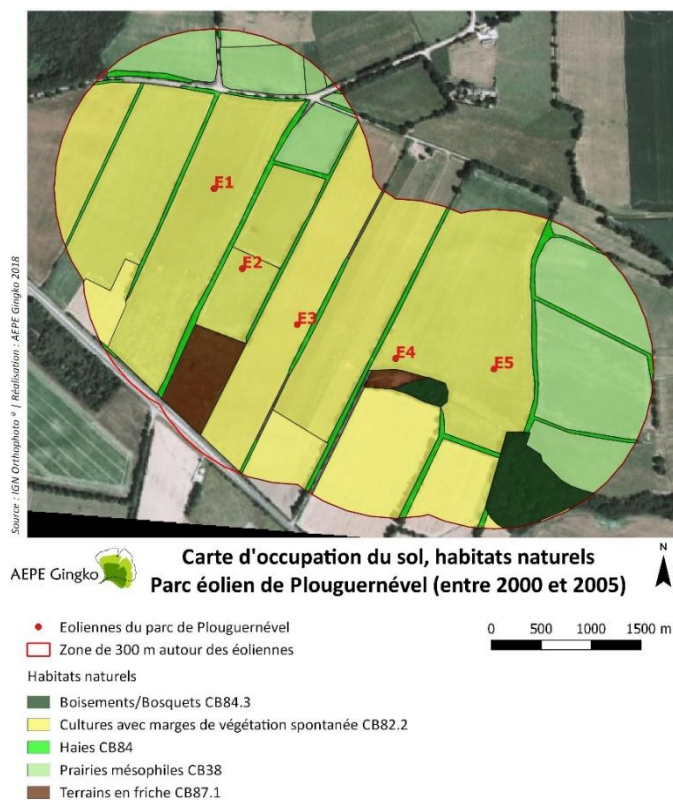 E1
E2
E3
E4
E5
Source : IGN Orthophoto ® | Réalisation : AEPE Gingko 2018
AEPE Gingko
Carte d'occupation du sol, habitats naturels
Parc éolien de Plouguernével (entre 2000 et 2005)
N
Eoliennes du parc de Plouguernével
Zone de 300 m autour des éoliennes
0 500 1000 1500 m
Habitats naturels
Boisements/Bosquets CB84.3
Cultures avec marges de végétation spontanée CB82.2
Haies CB84
Prairies mésophiles CB38
Terrains en friche CB87.1